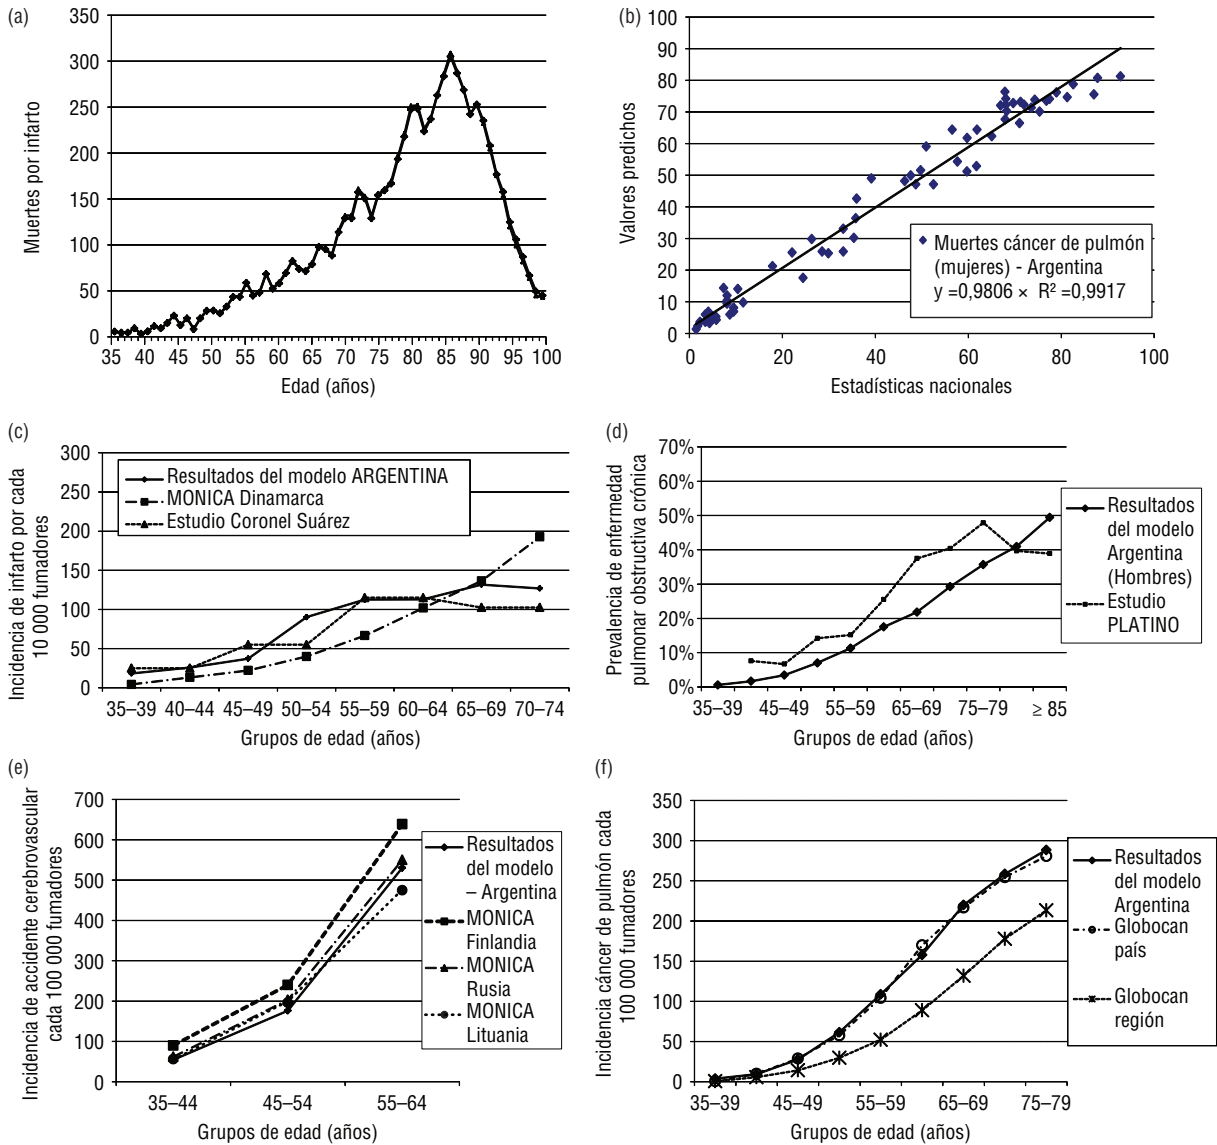 (a)
Muertes por infarto
350
300
250
200
150
100
50
0
35 40 45 50 55 60 65 70 75 80 85 90 95 100
Edad (años)
(b)
Valores predichos
100
90
80
70
60
50
40
30
20
10
0
0 20 40 60 80 100
Estadísticas nacionales
Muertes cáncer de pulmón
(mujeres) - Argentina
y =0,9806 × R² =0,9917
(c)
Incidencia de infarto por cada
10 000 fumadores
300
250
200
150
100
50
0
Resultados del modelo ARGENTINA
MONICA Dinamarca
Estudio Coronel Suárez
35–39 40–44 45–49 50–54 55–59 60–64 65–69 70–74
Grupos de edad (años)
(d)
Prevalencia de enfermedad
pulmonar obstructiva crónica
70%
60%
50%
40%
30%
20%
10%
0%
35–39 45–49 55–59 65–69 75–79 ≥ 85
Grupos de edad (años)
Resultados
del modelo
Argentina
(Hombres)
Estudio
PLATINO
(e)
Incidencia de accidente cerebrovascular
cada 100 000 fumadores
700
600
500
400
300
200
100
0
35–44 45–54 55–64
Grupos de edad (años)
Resultados
del modelo
– Argentina
MONICA
Finlandia
MONICA
Rusia
MONICA
Lituania
(f)
Incidencia cáncer de pulmón cada
100 000 fumadores
350
300
250
200
150
100
50
0
35–39 45–49 55–59 65–69 75–79
Grupos de edad (años)
Resultados
del modelo
Argentina
Globocan
país
Globocan
región